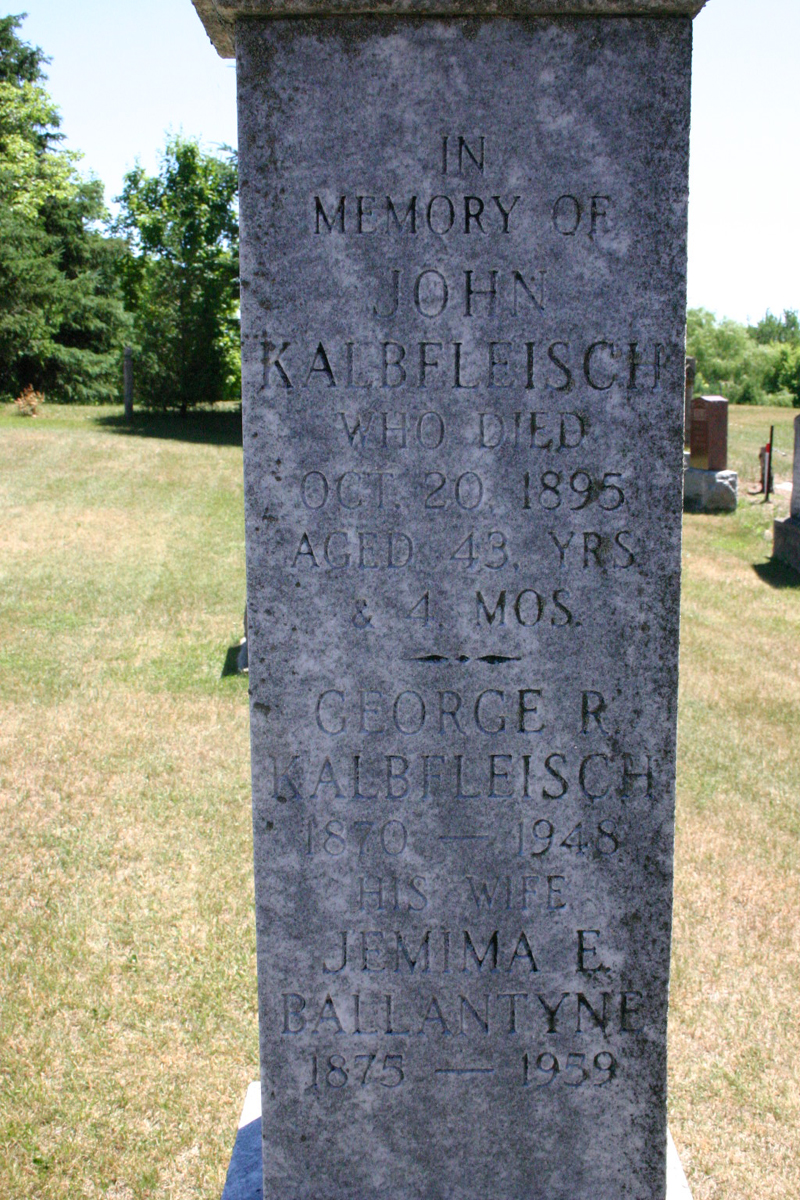 IN
MEMORY OF
JOHN
KALBFLEISCH
WHO DIED
OCT. 20, 1895
AGED 43, YRS
& 4, MOS.
GEORGE R.
KALBFLEISCH
1870 — 1948
HIS WIFE
JEMIMA E.
BALLANTYNE
1875 — 1959